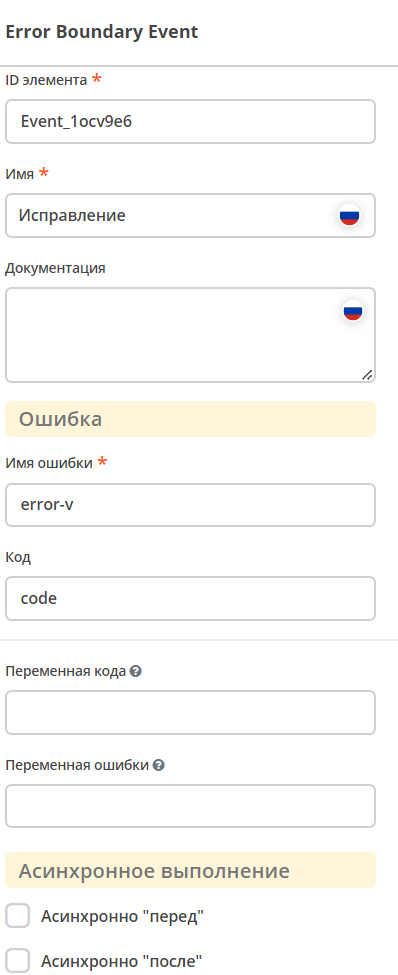 Error Boundary Event
ID элемента *
Event_1ocv9e6
Имя *
Исправление
Документация
Ошибка
Имя ошибки *
error-v
Код
code
Переменная кода ?
Переменная ошибки ?
Асинхронное выполнение
Асинхронно "перед"
Асинхронно "после"